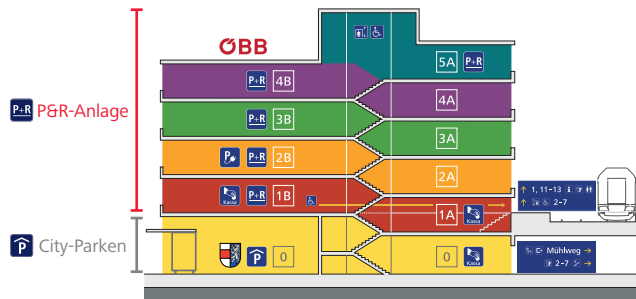 ÖBB
5A P+R
P+R 4B
4A
P+R P&R-Anlage
P+R 3B
3A
P P+R 2B
2A
Kassa P+R 1B
1A Kassa
1, 11-13 i
2-7
P City-Parken
P 0
0 Kassa
Mühlweg →
2-7 →